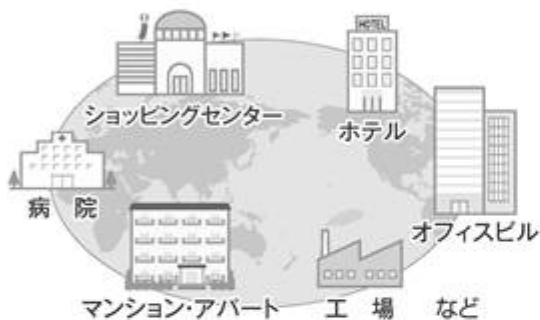 HOTEL
ショッピングセンター
ホテル
病 院
オフィスビル
マンション・アパート
工 場 など